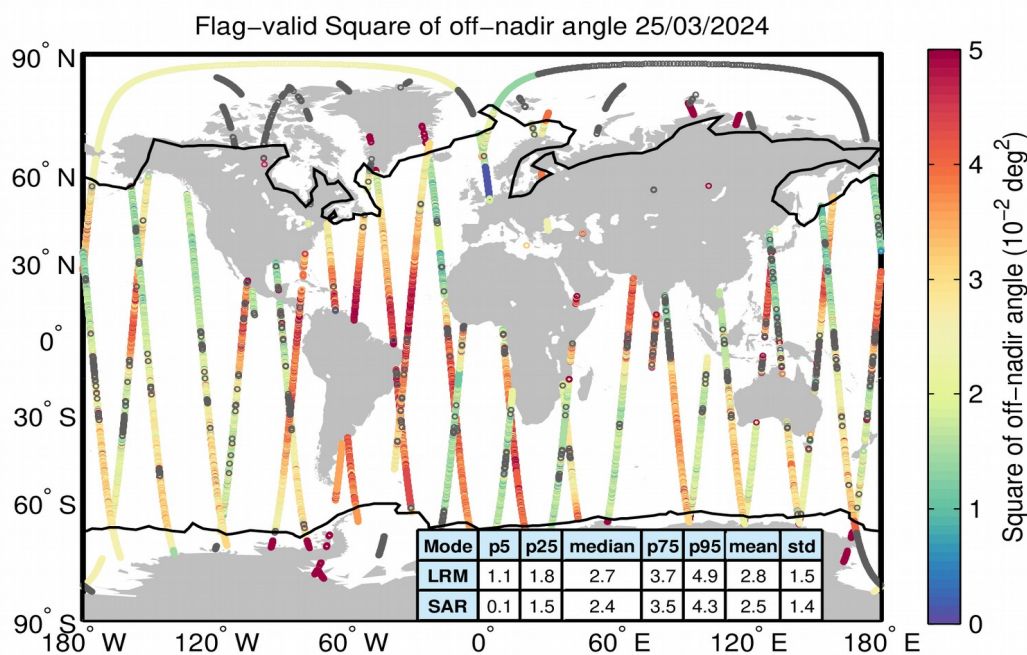 Flag−valid Square of off−nadir angle 25/03/2024
90° N
60° N
30° N
0°
30° S
60° S
90° S
180° W
120° W
60° W
0°
60° E
120° E
180° E
Mode p5 p25 median p75 p95 mean std
LRM 1.1 1.8 2.7 3.7 4.9 2.8 1.5
SAR 0.1 1.5 2.4 3.5 4.3 2.5 1.4
5
4
3
2
1
0
Square of off−nadir angle (10⁻² deg²)